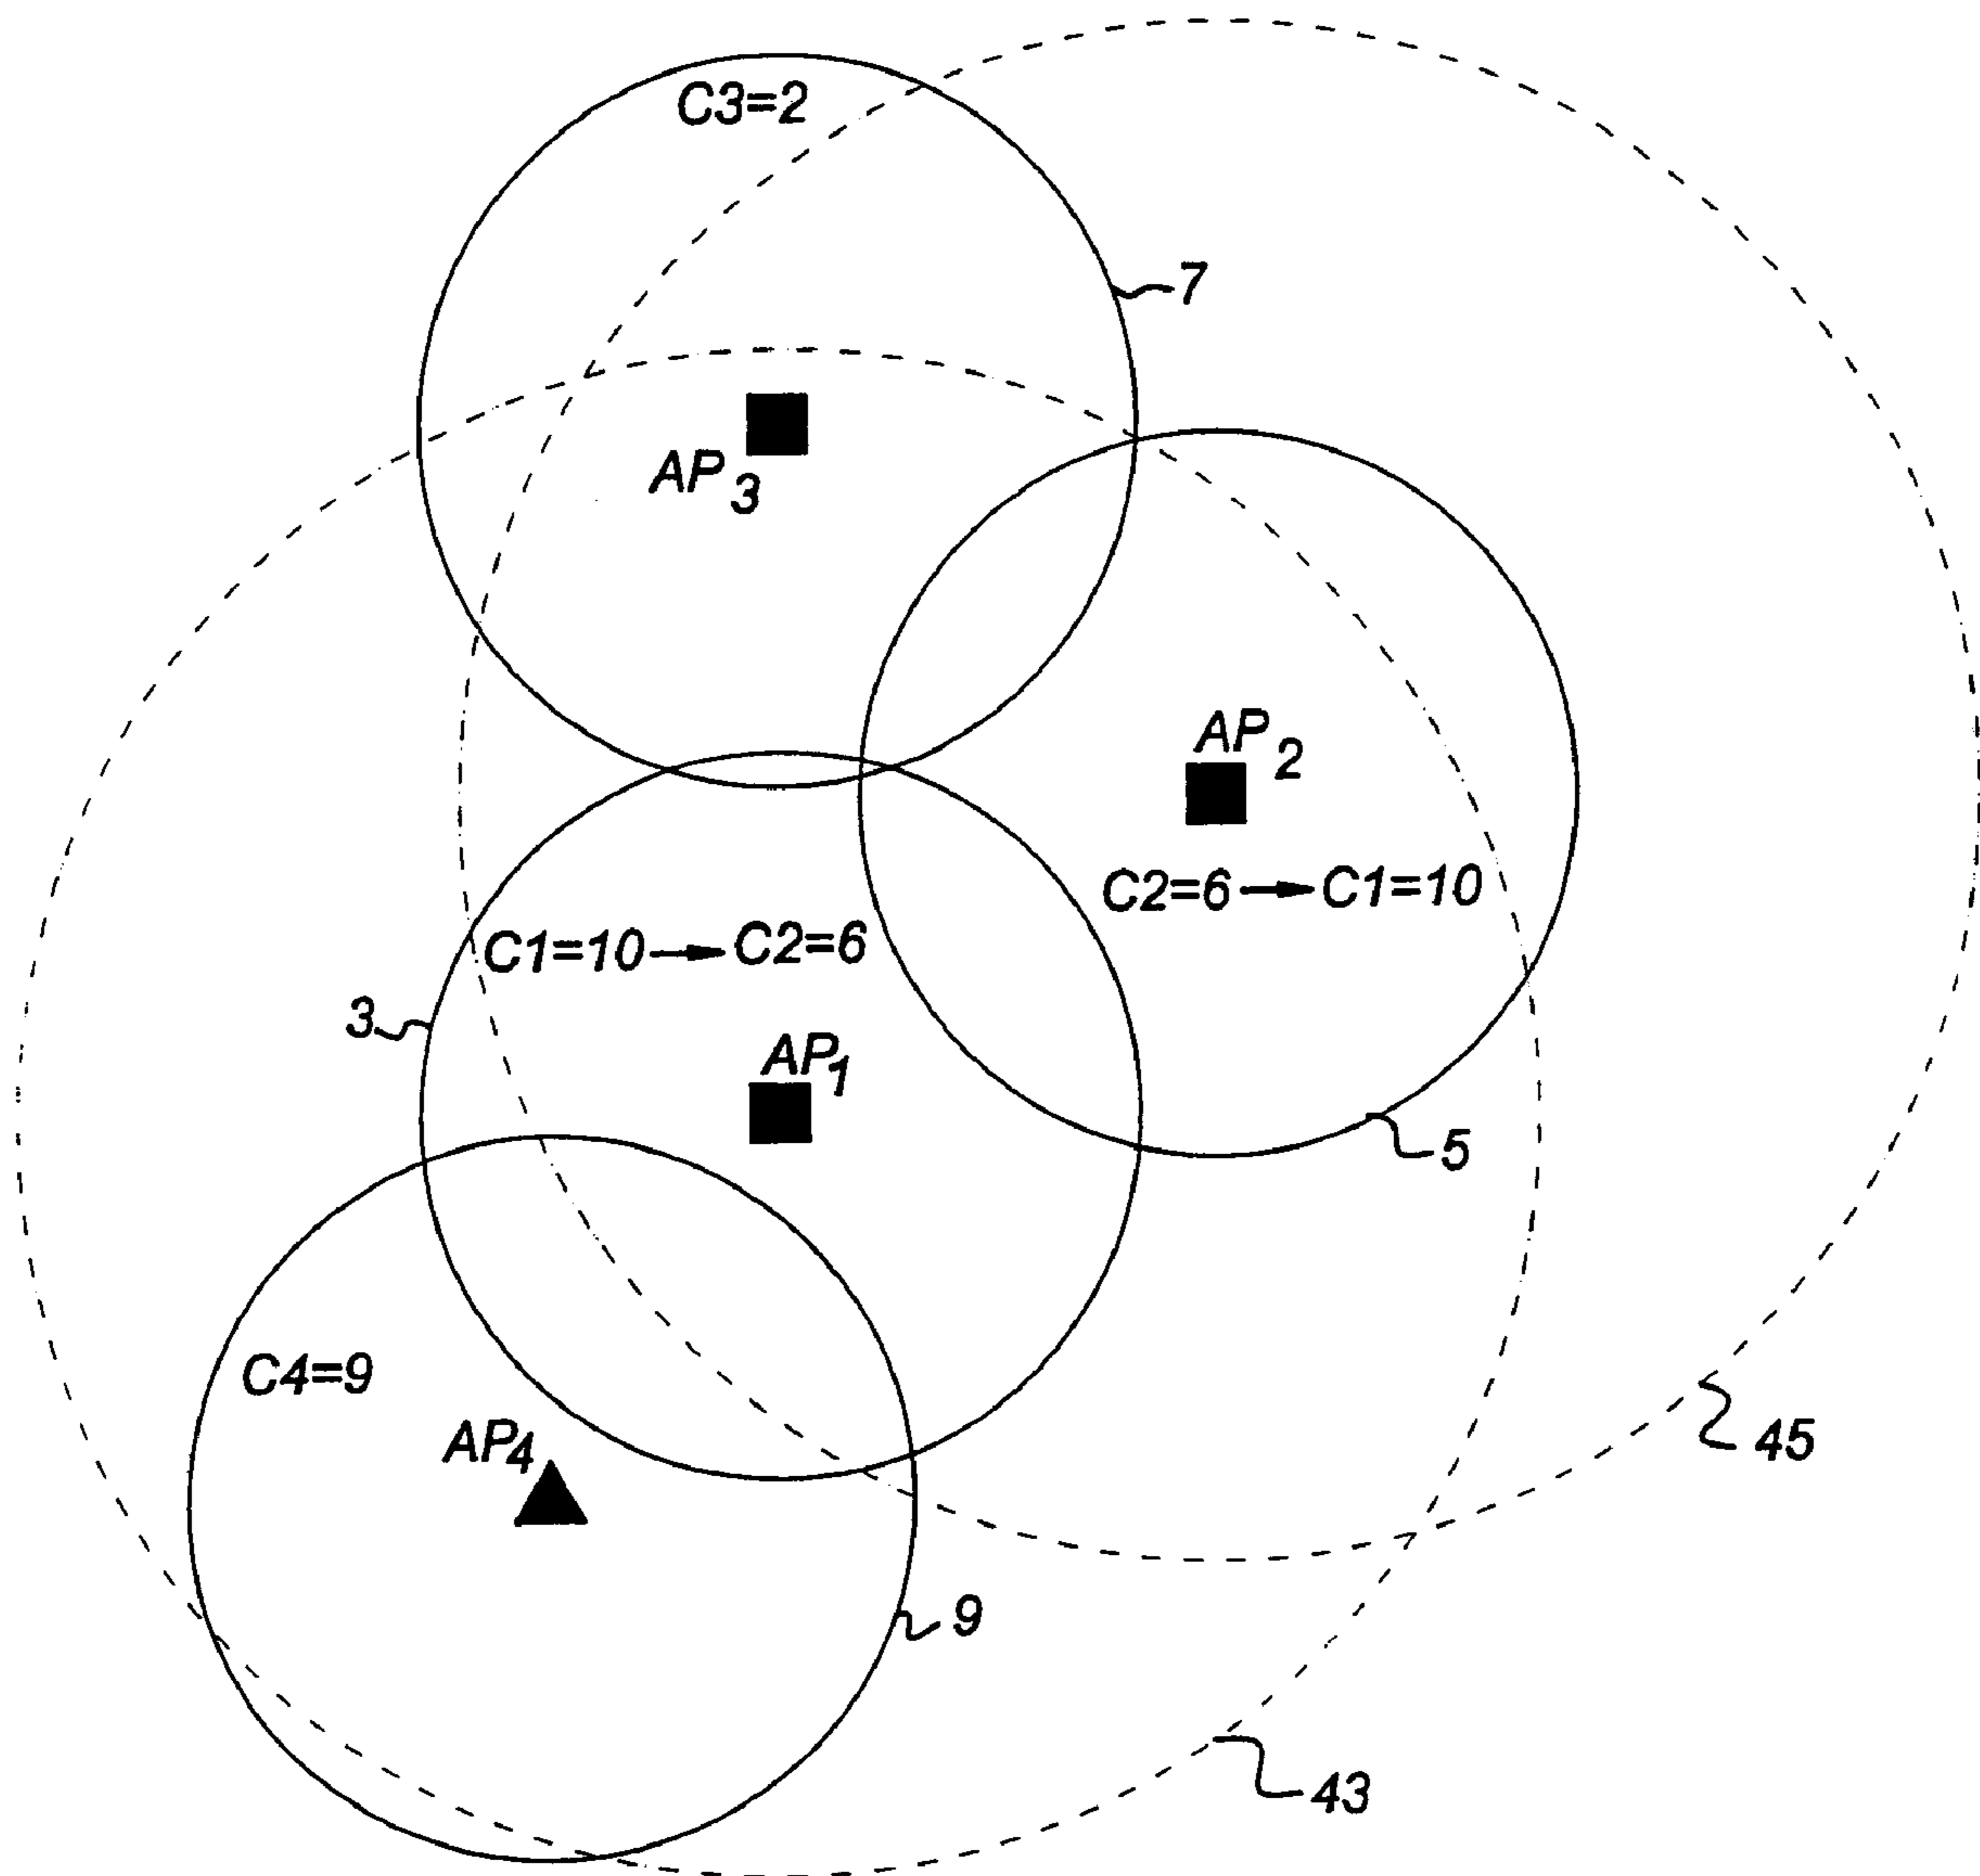 C3=2
7
AP3
AP2
C2=6 → C1=10
C1=10 → C2=6
3
AP1
5
C4=9
AP4
45
9
43